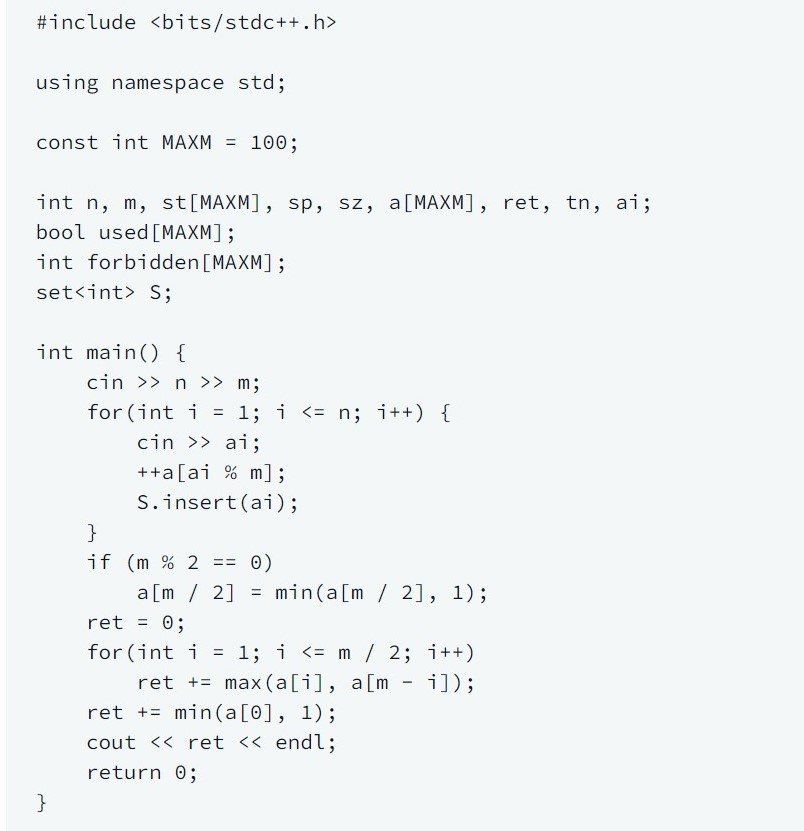 #include <bits/stdc++.h>
using namespace std;
const int MAXM = 100;
int n, m, st[MAXM], sp, sz, a[MAXM], ret, tn, ai;
bool used[MAXM];
int forbidden[MAXM];
set<int> S;
int main() {
    cin >> n >> m;
    for(int i = 1; i <= n; i++) {
        cin >> ai;
        ++a[ai % m];
        S.insert(ai);
    }
    if (m % 2 == 0)
        a[m / 2] = min(a[m / 2], 1);
    ret = 0;
    for(int i = 1; i <= m / 2; i++)
        ret += max(a[i], a[m - i]);
    ret += min(a[0], 1);
    cout << ret << endl;
    return 0;
}